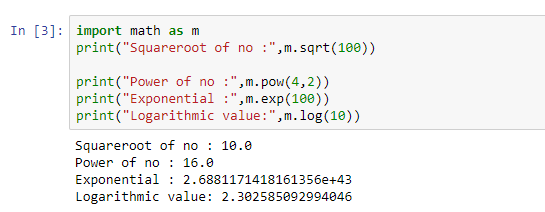 In [3]: import math as m
print("Squareroot of no :",m.sqrt(100))
print("Power of no :",m.pow(4,2))
print("Exponential :",m.exp(100))
print("Logarithmic value:",m.log(10))
Squareroot of no : 10.0
Power of no : 16.0
Exponential : 2.6881171418161356e+43
Logarithmic value: 2.302585092994046